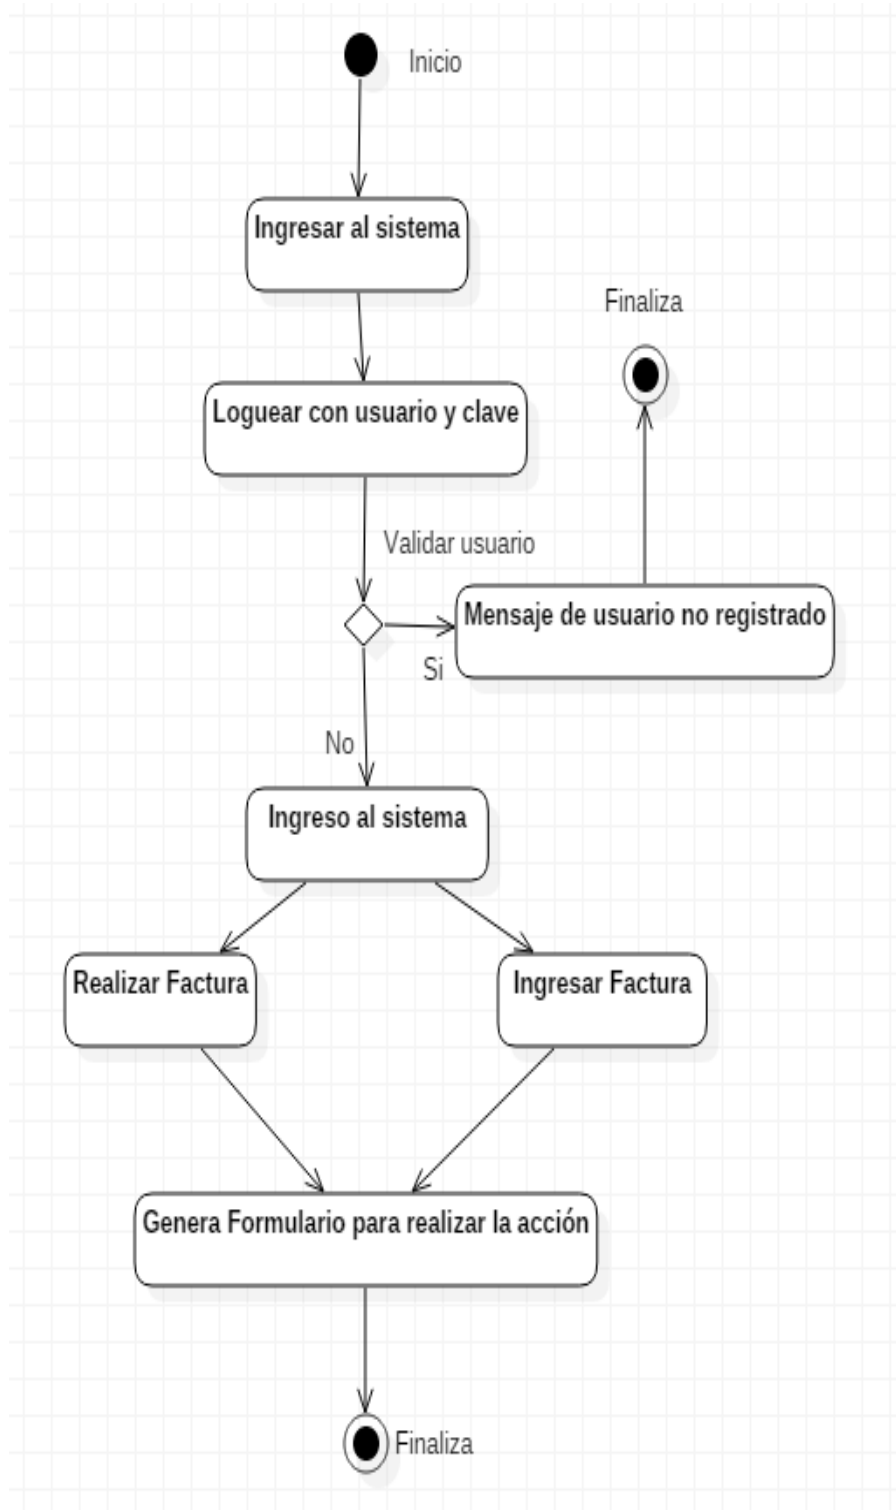 Inicio
Ingresar al sistema
Finaliza
Loguear con usuario y clave
Validar usuario
Mensaje de usuario no registrado
Si
No
Ingreso al sistema
Realizar Factura
Ingresar Factura
Genera Formulario para realizar la acción
Finaliza